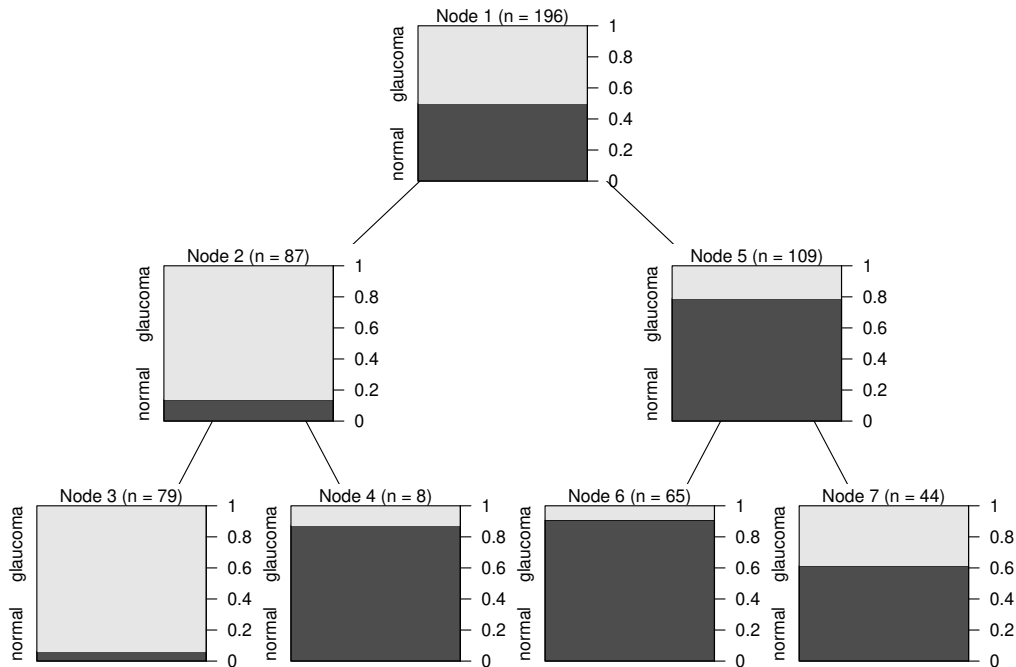 Node 1 (n = 196)
glaucoma
normal
1
0.8
0.6
0.4
0.2
0
Node 2 (n = 87)
glaucoma
normal
1
0.8
0.6
0.4
0.2
0
Node 5 (n = 109)
glaucoma
normal
1
0.8
0.6
0.4
0.2
0
Node 3 (n = 79)
glaucoma
normal
1
0.8
0.6
0.4
0.2
0
Node 4 (n = 8)
glaucoma
normal
1
0.8
0.6
0.4
0.2
0
Node 6 (n = 65)
glaucoma
normal
1
0.8
0.6
0.4
0.2
0
Node 7 (n = 44)
glaucoma
normal
1
0.8
0.6
0.4
0.2
0